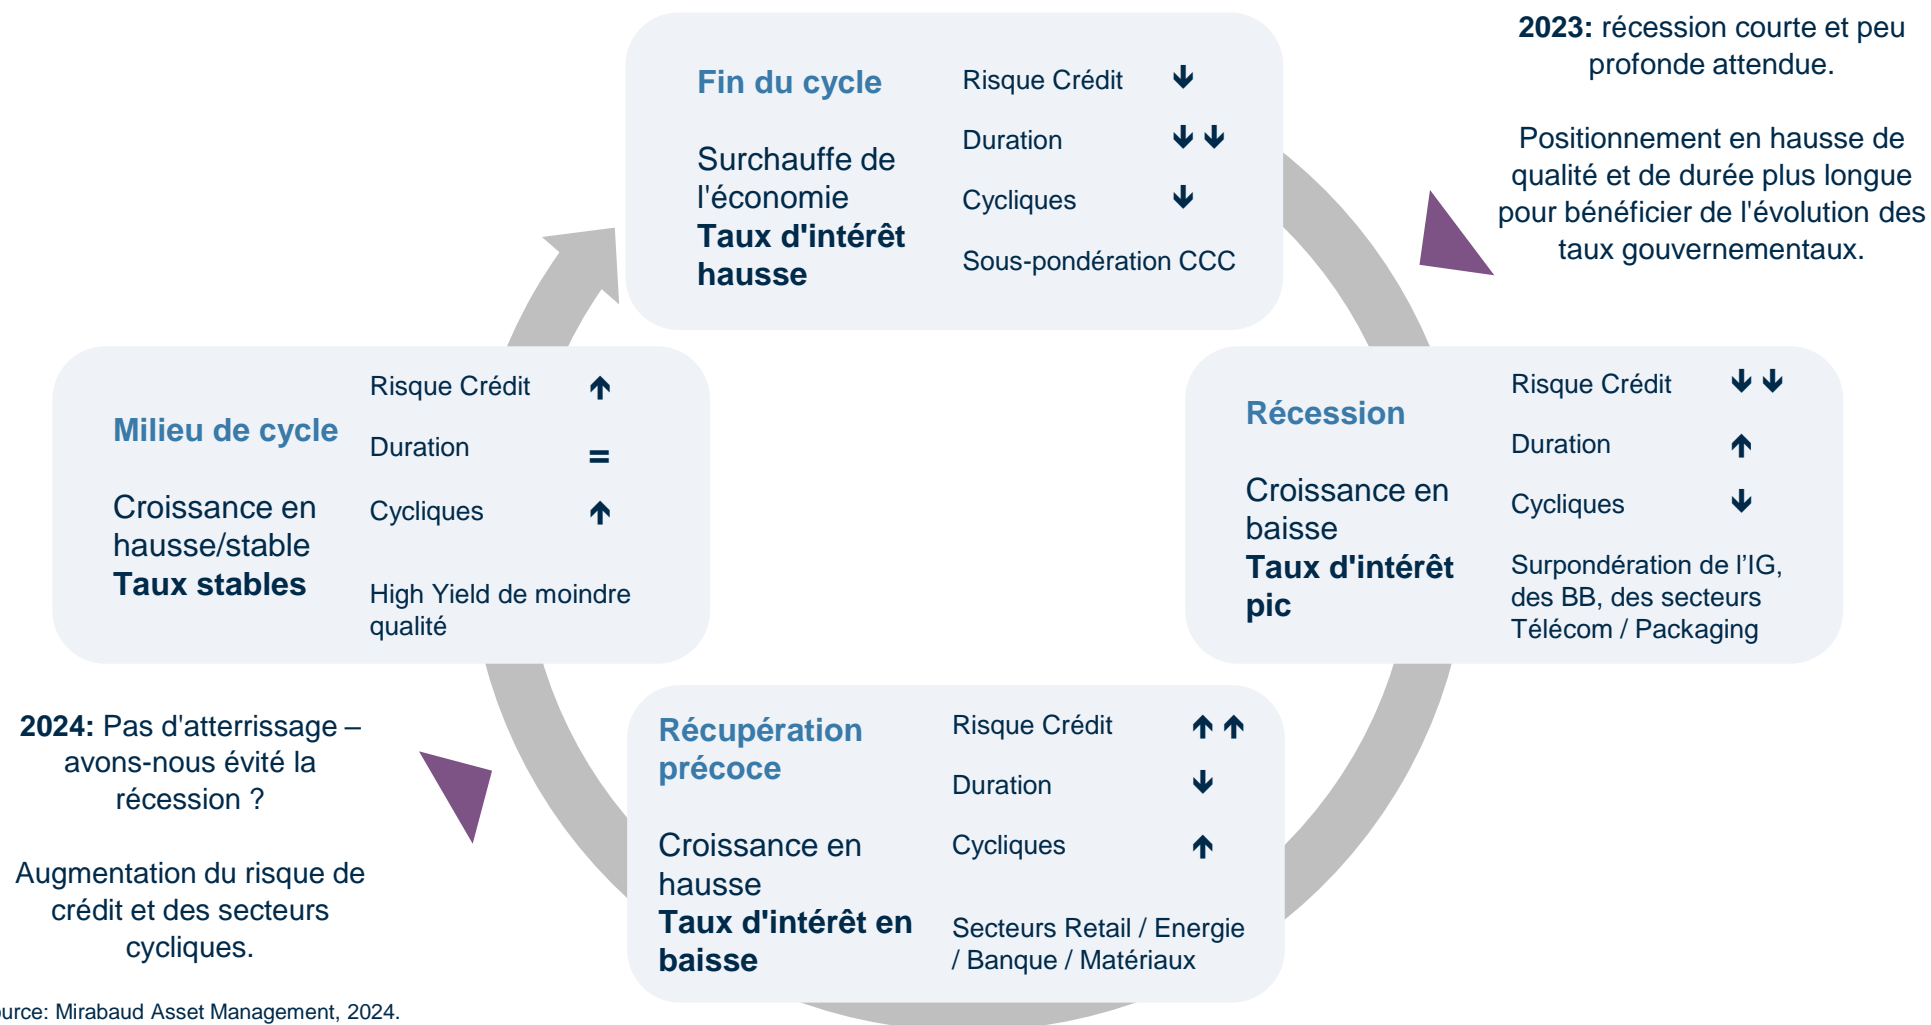 Fin du cycle
Surchauffe de
l'économie
Taux d'intérêt
hausse
Risque Crédit ↓
Duration ↓ ↓
Cycliques ↓
Sous-pondération CCC
2023: récession courte et peu
profonde attendue.
Positionnement en hausse de
qualité et de durée plus longue
pour bénéficier de l'évolution des
taux gouvernementaux.
Milieu de cycle
Croissance en
hausse/stable
Taux stables
Risque Crédit ↑
Duration =
Cycliques ↑
High Yield de moindre
qualité
Récession
Croissance en
baisse
Taux d'intérêt
pic
Risque Crédit ↓ ↓
Duration ↑
Cycliques ↓
Surpondération de l’IG,
des BB, des secteurs
Télécom / Packaging
2024: Pas d'atterrissage –
avons-nous évité la
récession ?
Augmentation du risque de
crédit et des secteurs
cycliques.
Récupération
précoce
Croissance en
hausse
Taux d'intérêt en
baisse
Risque Crédit ↑ ↑
Duration ↓
Cycliques ↑
Secteurs Retail / Energie
/ Banque / Matériaux
urce: Mirabaud Asset Management, 2024.